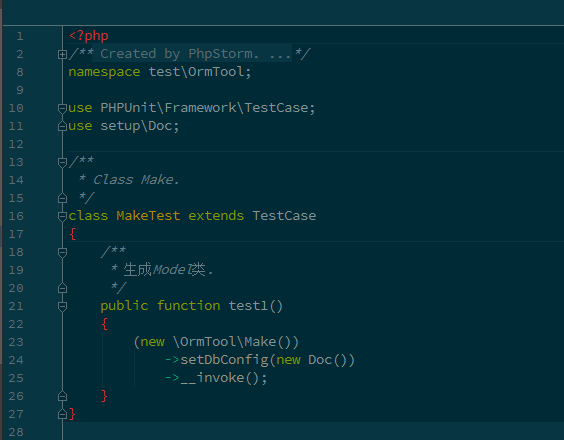 1 <?php
2 /** Created by PhpStorm. ...*/
8 namespace test\OrmTool;
9
10 use PHPUnit\Framework\TestCase;
11 use setup\Doc;
12
13 /**
14  * Class Make.
15  */
16 class MakeTest extends TestCase
17 {
18     /**
19      * 生成Model类.
20      */
21     public function test1()
22     {
23         (new \OrmTool\Make())
24             ->setDbConfig(new Doc())
25             ->__invoke();
26     }
27 }
28